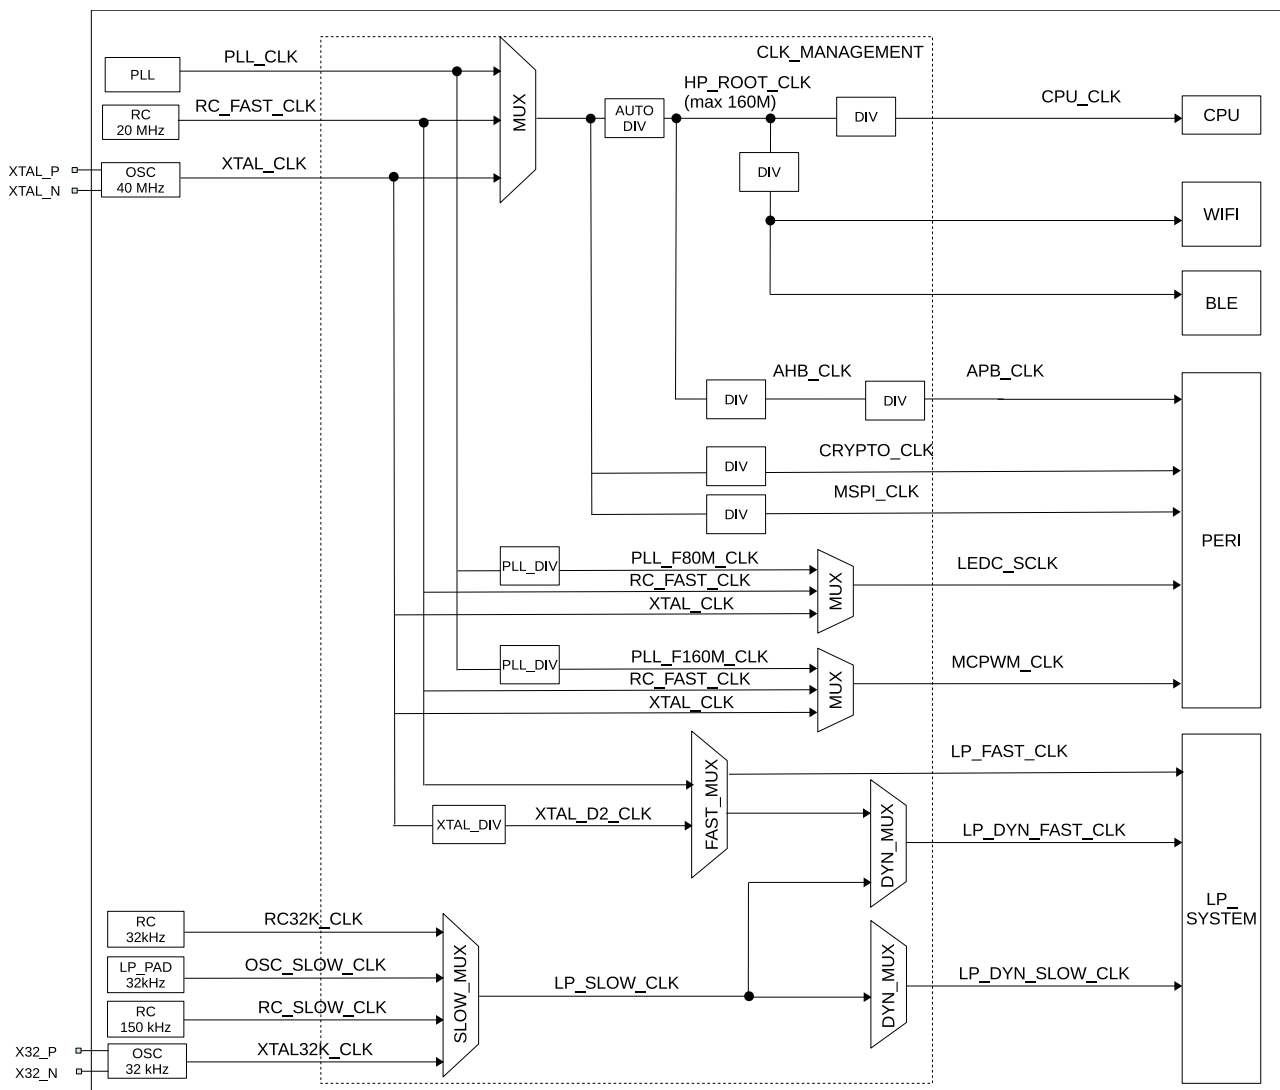 CLK_MANAGEMENT
PLL
PLL_CLK
RC
20 MHz
RC_FAST_CLK
XTAL_P
XTAL_N
OSC
40 MHz
XTAL_CLK
MUX
AUTO
DIV
HP_ROOT_CLK
(max 160M)
DIV
CPU_CLK
CPU
DIV
WIFI
BLE
DIV
AHB_CLK
DIV
APB_CLK
DIV
CRYPTO_CLK
DIV
MSPI_CLK
PERI
PLL_DIV
PLL_F80M_CLK
RC_FAST_CLK
XTAL_CLK
MUX
LEDC_SCLK
PLL_DIV
PLL_F160M_CLK
RC_FAST_CLK
XTAL_CLK
MUX
MCPWM_CLK
FAST_MUX
LP_FAST_CLK
XTAL_DIV
XTAL_D2_CLK
DYN_MUX
LP_DYN_FAST_CLK
LP_
SYSTEM
RC
32kHz
RC32K_CLK
LP_PAD
32kHz
OSC_SLOW_CLK
RC
150 kHz
RC_SLOW_CLK
X32_P
X32_N
OSC
32 kHz
XTAL32K_CLK
SLOW_MUX
LP_SLOW_CLK
DYN_MUX
LP_DYN_SLOW_CLK